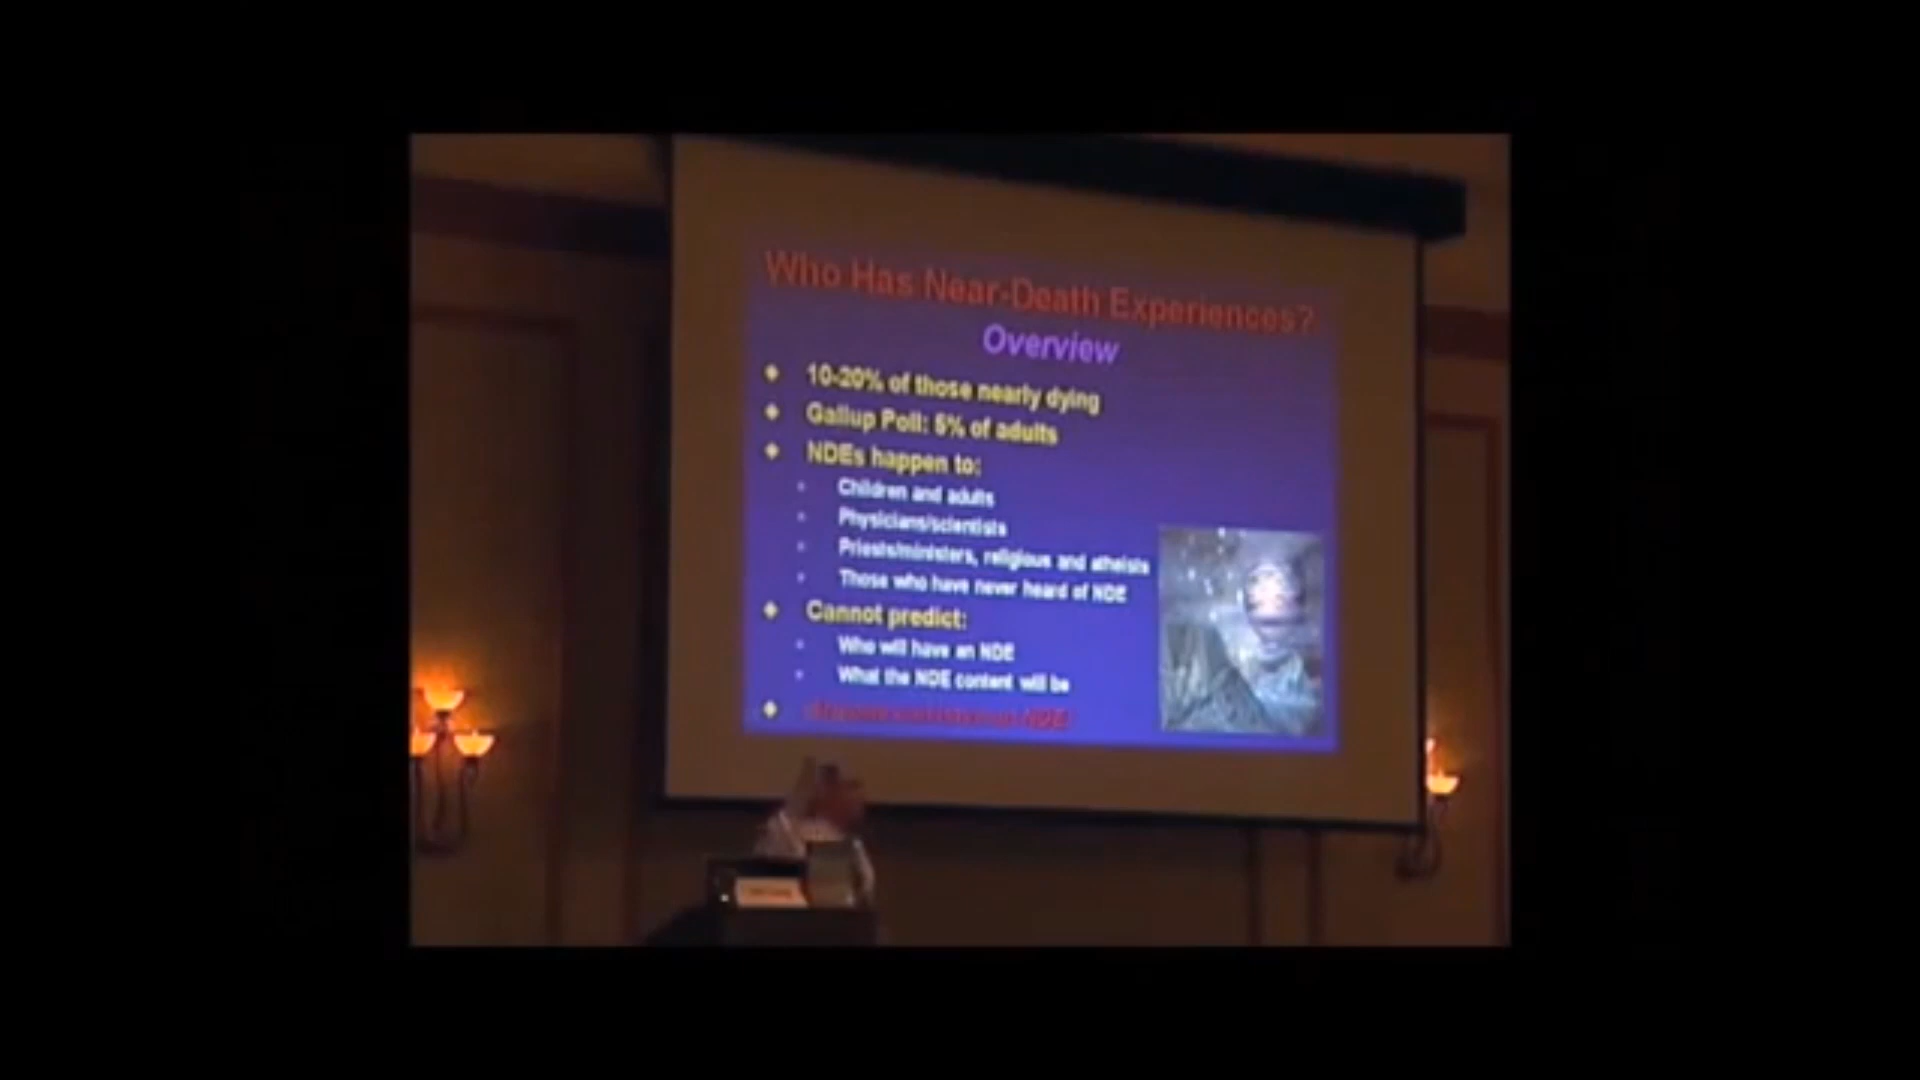 Who Has Near-Death Experiences?
Overview
10-20% of those nearly dying
Gallup Poll: 5% of adults
NDEs happen to:
Children and adults
Physicians/scientists
Priests/ministers, religious and atheists
Those who have never heard of NDE
Cannot predict:
Who will have an NDE
What the NDE content will be
NDE